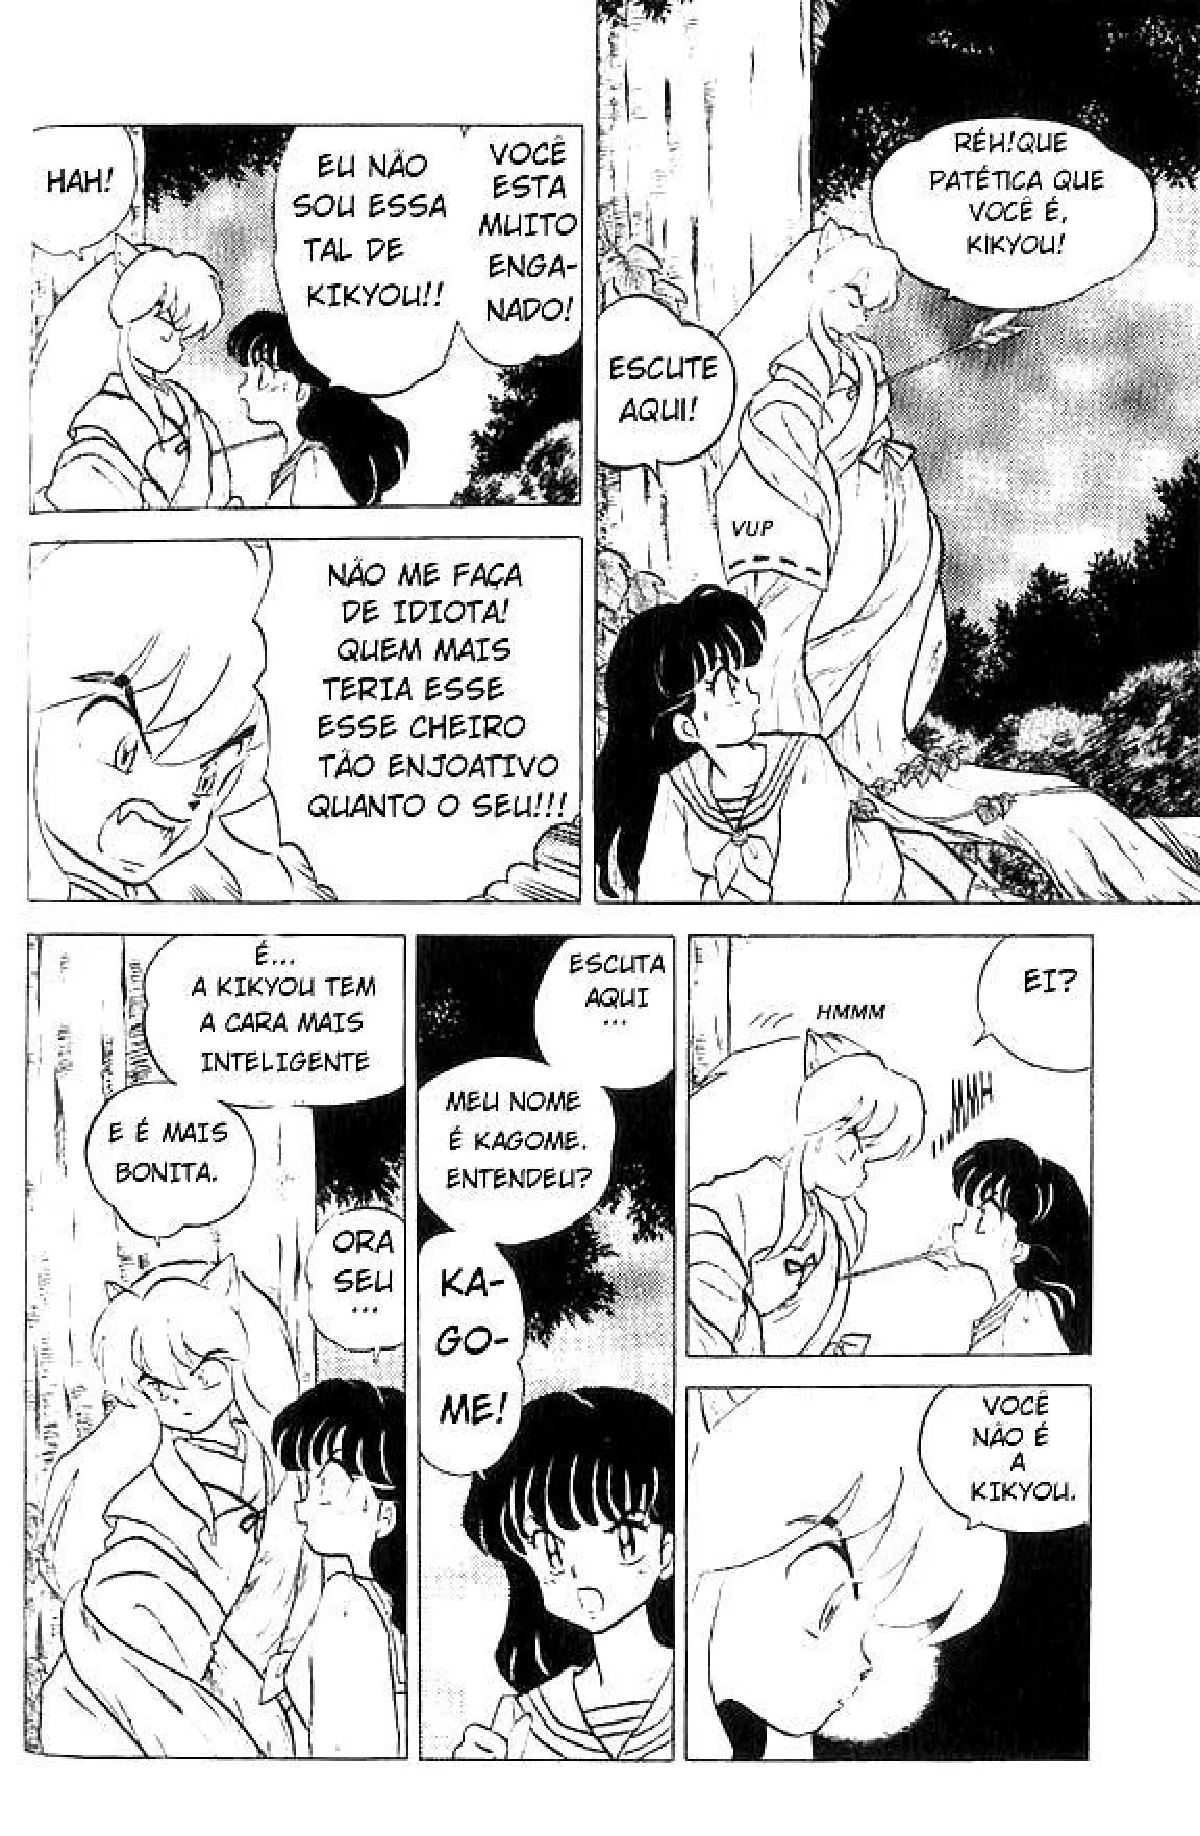 RÉH!QUE
PATÉTICA QUE
VOCÊ É,
KIKYOU!
ESCUTE
AQUI!
VUP
VOCÊ
ESTA
MUITO
ENGA-
NADO!
EU NÃO
SOU ESSA
TAL DE
KIKYOU!!
HAH!
NÃO ME FAÇA
DE IDIOTA!
QUEM MAIS
TERIA ESSE
ESSE CHEIRO
TÃO ENJOATIVO
QUANTO O SEU!!!
EI?
HMMM
MMH
VOCÊ
NÃO É
A
KIKYOU.
ESCUTA
AQUI
...
MEU NOME
É KAGOME.
ENTENDEU?
KA-
GO-
ME!
É...
A KIKYOU TEM
A CARA MAIS
INTELIGENTE
E É MAIS
BONITA.
ORA
SEU
...